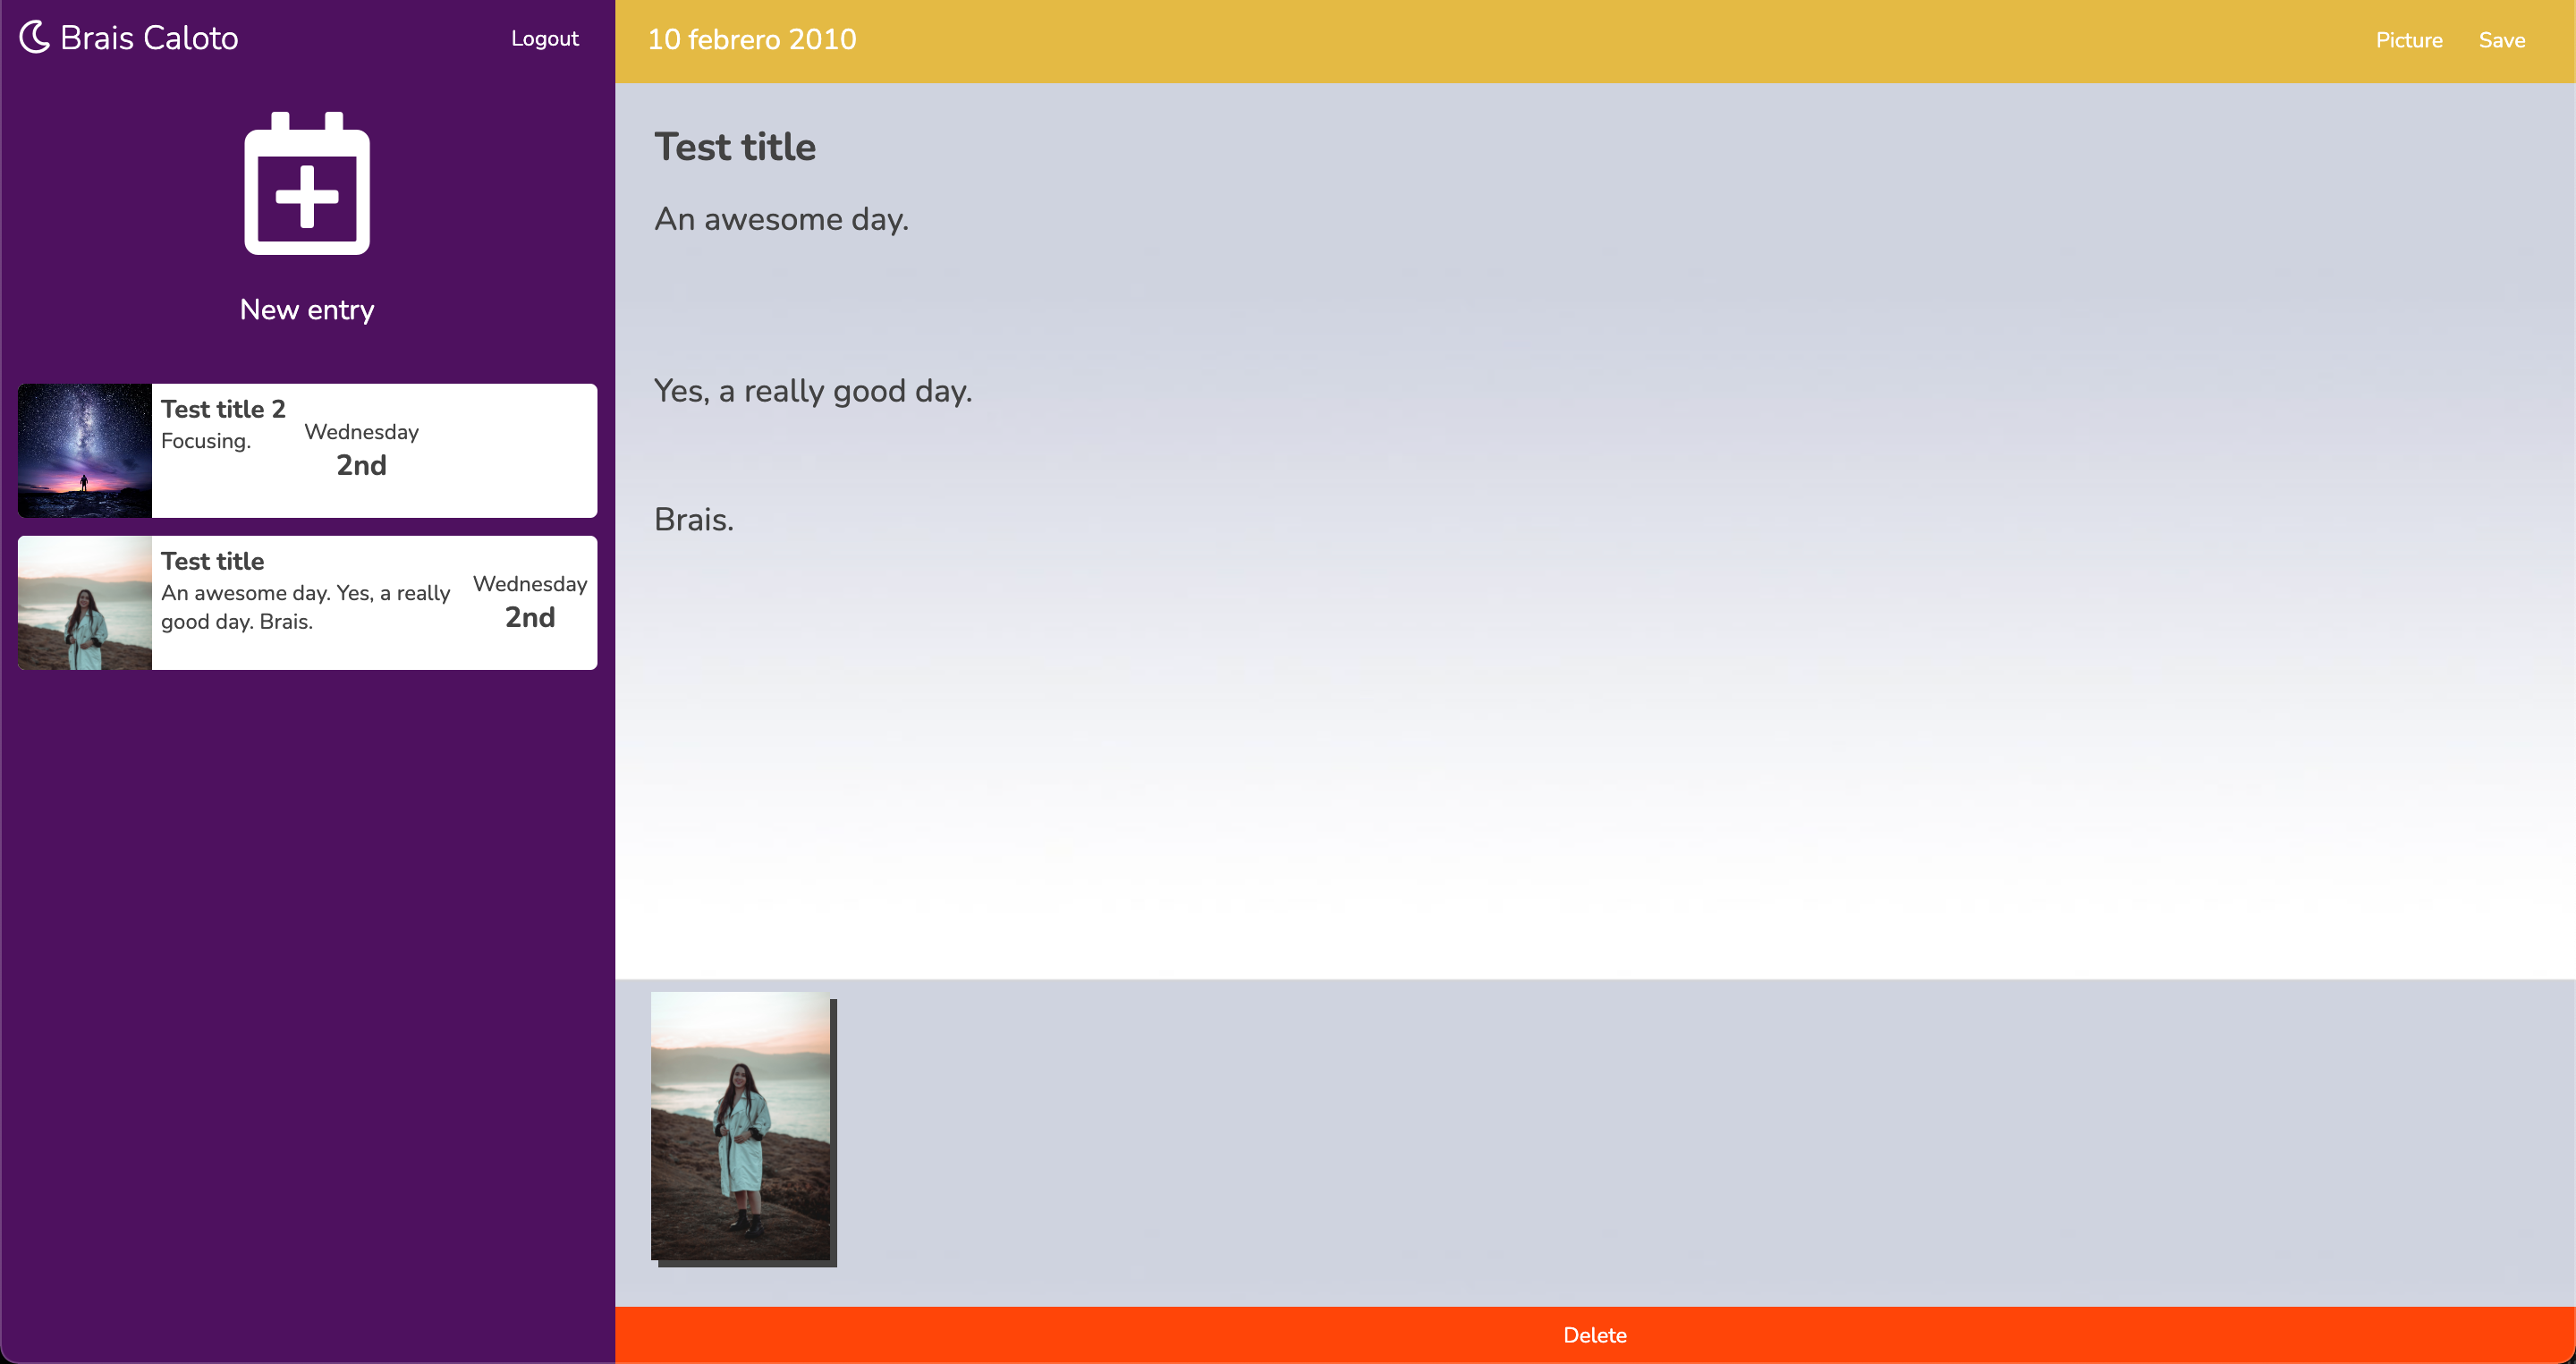 Brais Caloto
Logout
New entry
Test title 2
Focusing.
Wednesday
2nd
Test title
An awesome day. Yes, a really
good day. Brais.
Wednesday
2nd
10 febrero 2010
Picture
Save
Test title
An awesome day.
Yes, a really good day.
Brais.
Delete